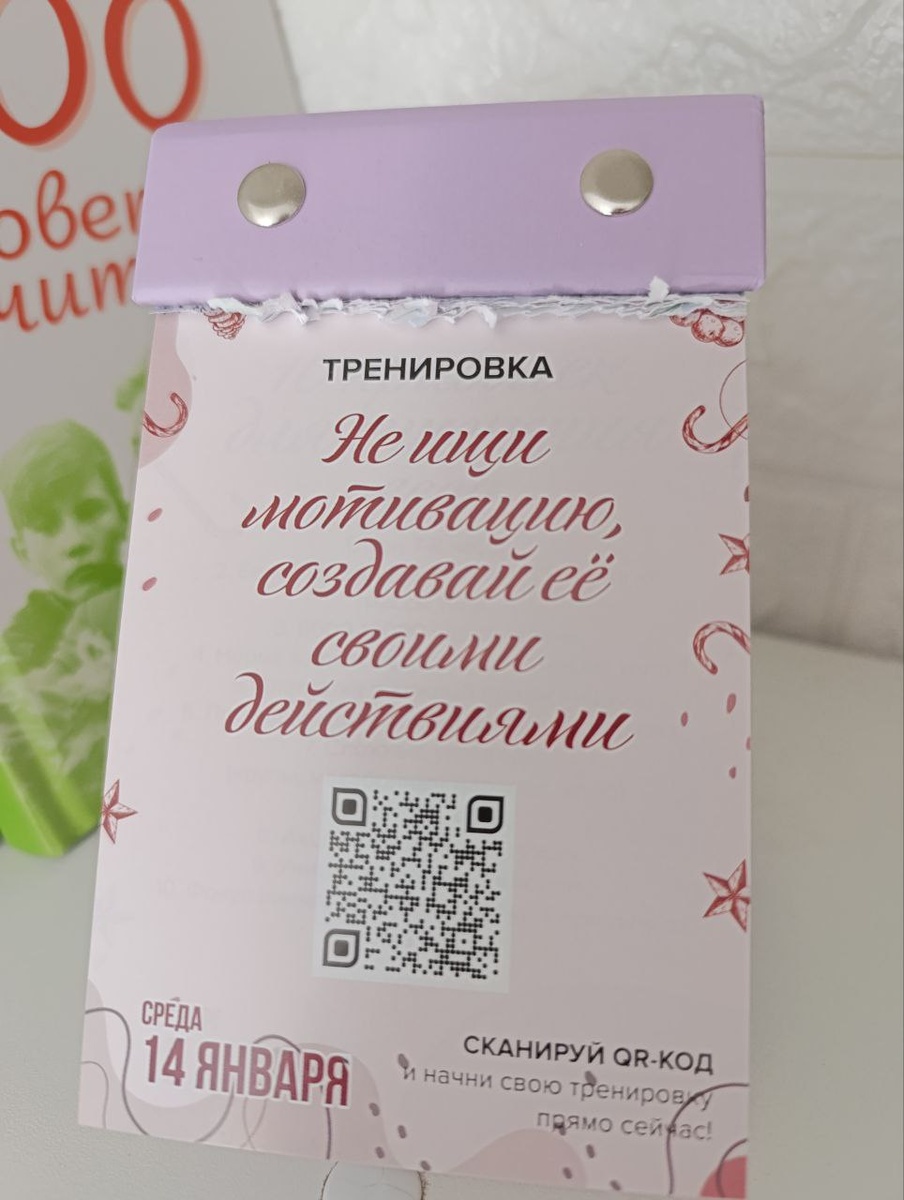 00
ТРЕНИРОВКА
Не ищи
мотивацию,
создавай её
своими
действиями
СРЕДА
14 ЯНВАРЯ
СКАНИРУЙ QR-КОД
и начни свою тренировку
прямо сейчас!